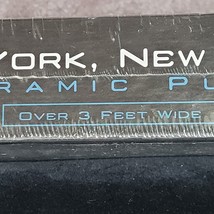 York, New
ramic Pu
Over 3 Feet Wide